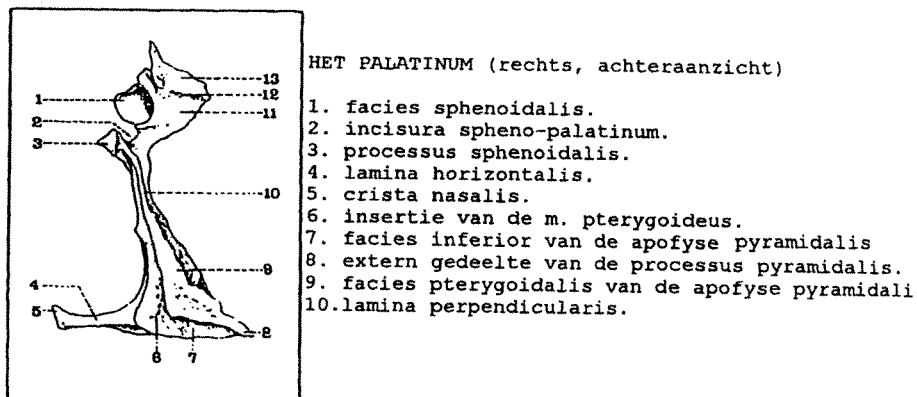 HET PALATINUM (rechts, achteraanzicht)
1. facies sphenoidalis.
2. incisura spheno-palatinum.
3. processus sphenoidalis.
4. lamina horizontalis.
5. crista nasalis.
6. insertie van de m. pterygoideus.
7. facies inferior van de apofyse pyramidalis
8. extern gedeelte van de processus pyramidalis.
9. facies pterygoidalis van de apofyse pyramidali
10.lamina perpendicularis.
13
12
11
1
2
3
10
9
4
5
8
6
7